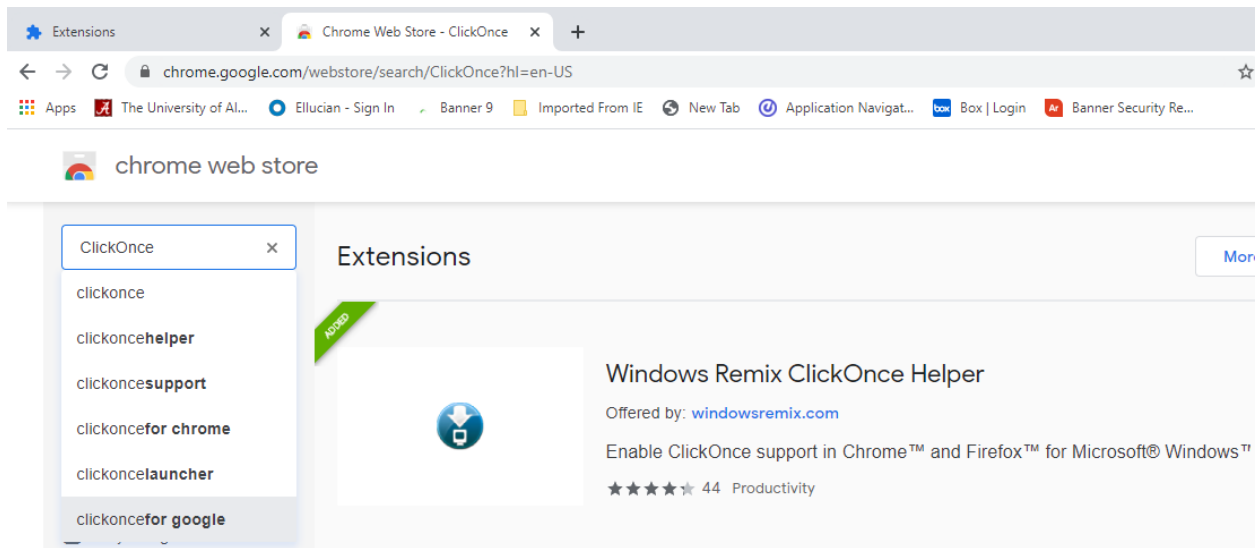 Extensions
Chrome Web Store - ClickOnce
chrome.google.com/webstore/search/ClickOnce?hl=en-US
Apps The University of Al... Ellucian - Sign In Banner 9 Imported From IE New Tab Application Navigat... box Box | Login Ar Banner Security Re...
chrome web store
ClickOnce
clickonce
clickoncehelper
clickoncesupport
clickoncefor chrome
clickoncelauncher
clickoncefor google
Extensions
More
ADDED
Windows Remix ClickOnce Helper
Offered by: windowsremix.com
Enable ClickOnce support in Chrome™ and Firefox™ for Microsoft® Windows™
44 Productivity